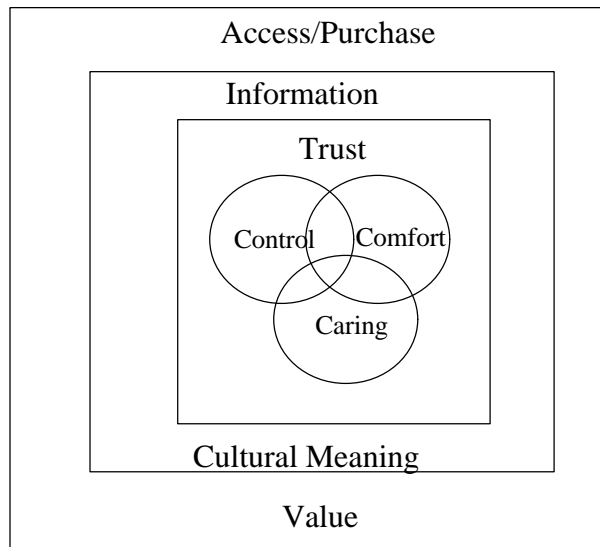 Access/Purchase
Information
Trust
Control
Comfort
Caring
Cultural Meaning
Value